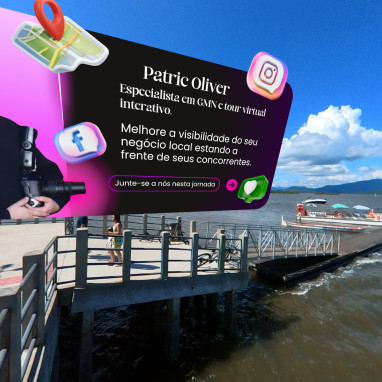 Patric Oliver
Especialista em GMN e tour virtual
interativo.
Melhore a visibilidade do seu
negócio local estando a
frente de seus concorrentes.
Junte-se a nós nesta jornada